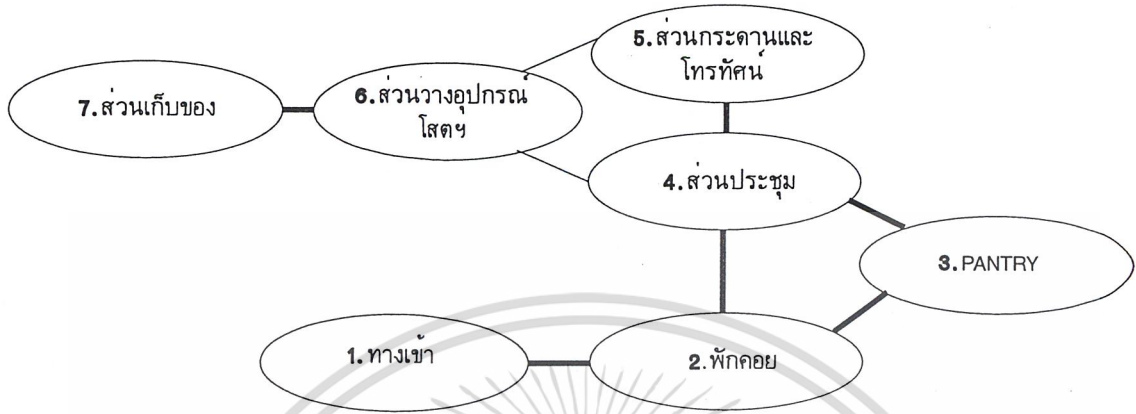 5.ส่วนกระดานและ
โทรทัศน์
7.ส่วนเก็บของ
6.ส่วนวางอุปกรณ์
โสตฯ
4.ส่วนประชุม
3.PANTRY
1.ทางเข้า
2.พักคอย